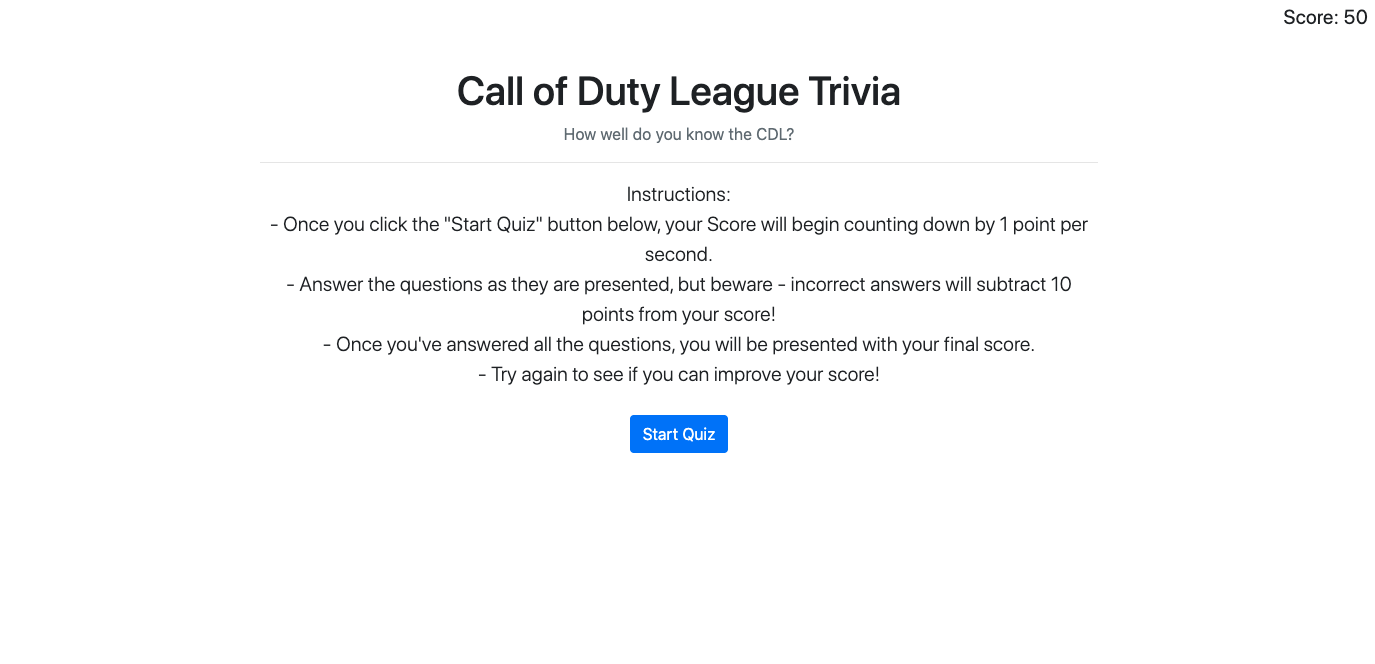 Score: 50
Call of Duty League Trivia
How well do you know the CDL?
Instructions:
- Once you click the "Start Quiz" button below, your Score will begin counting down by 1 point per
second.
- Answer the questions as they are presented, but beware - incorrect answers will subtract 10
points from your score!
- Once you've answered all the questions, you will be presented with your final score.
- Try again to see if you can improve your score!
Start Quiz